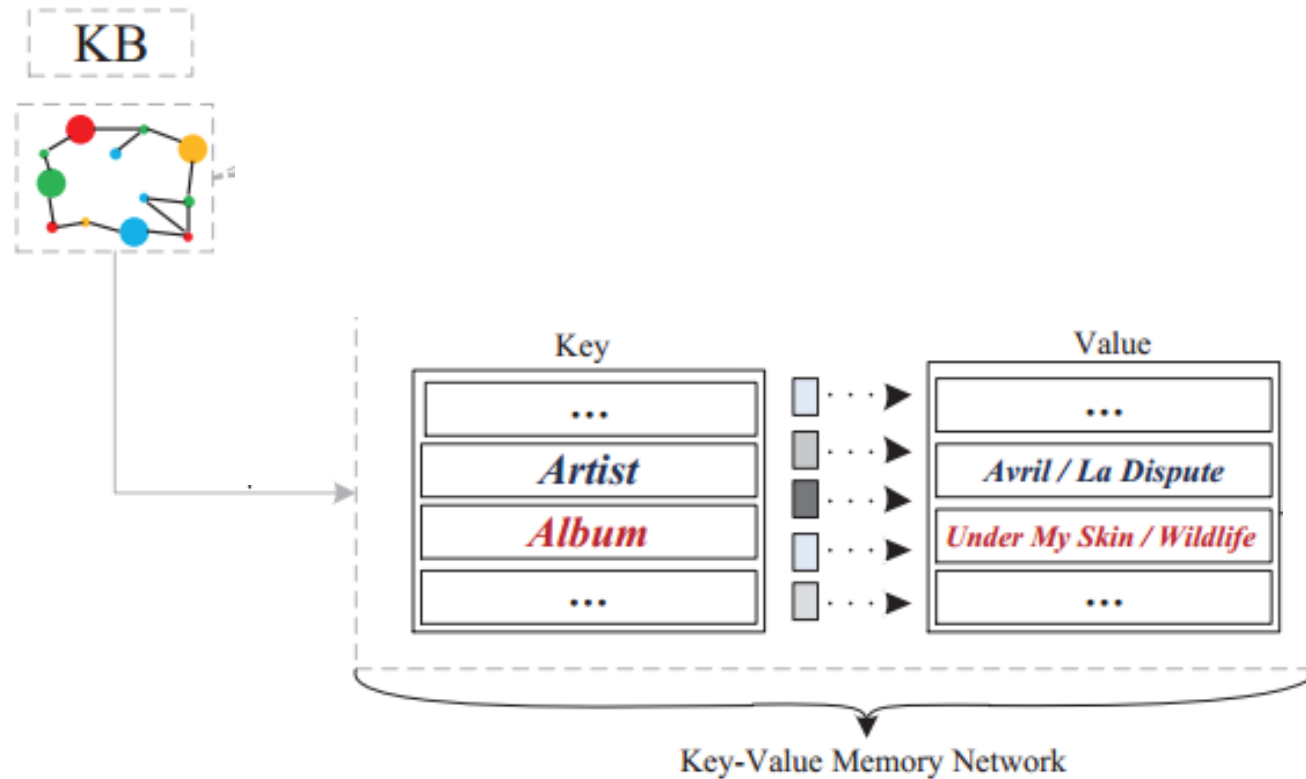 KB
Key
Value
...
...
Artist
Avril / La Dispute
Album
Under My Skin / Wildlife
...
...
Key-Value Memory Network